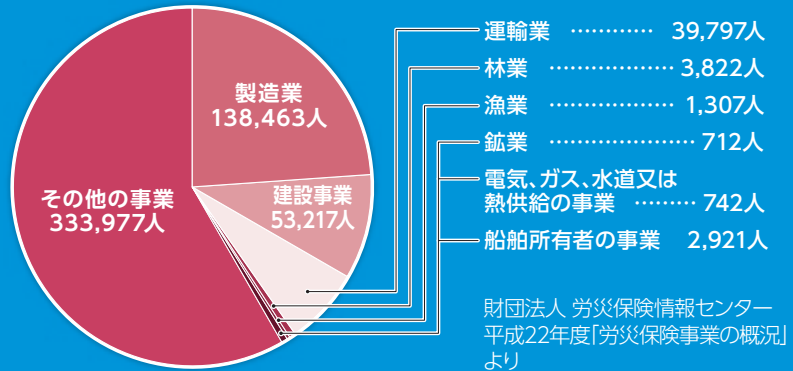 製造業
138,463人
建設事業
53,217人
その他の事業
333,977人
運輸業 ………… 39,797人
林業 ……………… 3,822人
漁業 ……………… 1,307人
鉱業 ………………… 712人
電気、ガス、水道又は
熱供給の事業 ……… 742人
船舶所有者の事業 2,921人
財団法人 労災保険情報センター
平成22年度「労災保険事業の概況」
より